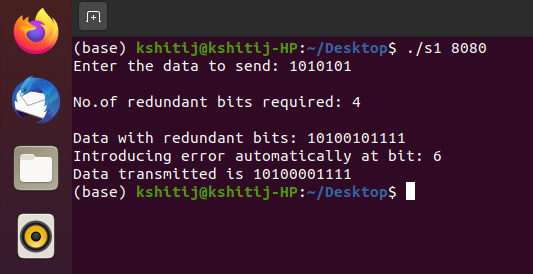 (base) kshitij@kshitij-HP:~/Desktop$ ./s1 8080
Enter the data to send: 1010101
No.of redundant bits required: 4
Data with redundant bits: 10100101111
Introducing error automatically at bit: 6
Data transmitted is 10100001111
(base) kshitij@kshitij-HP:~/Desktop$